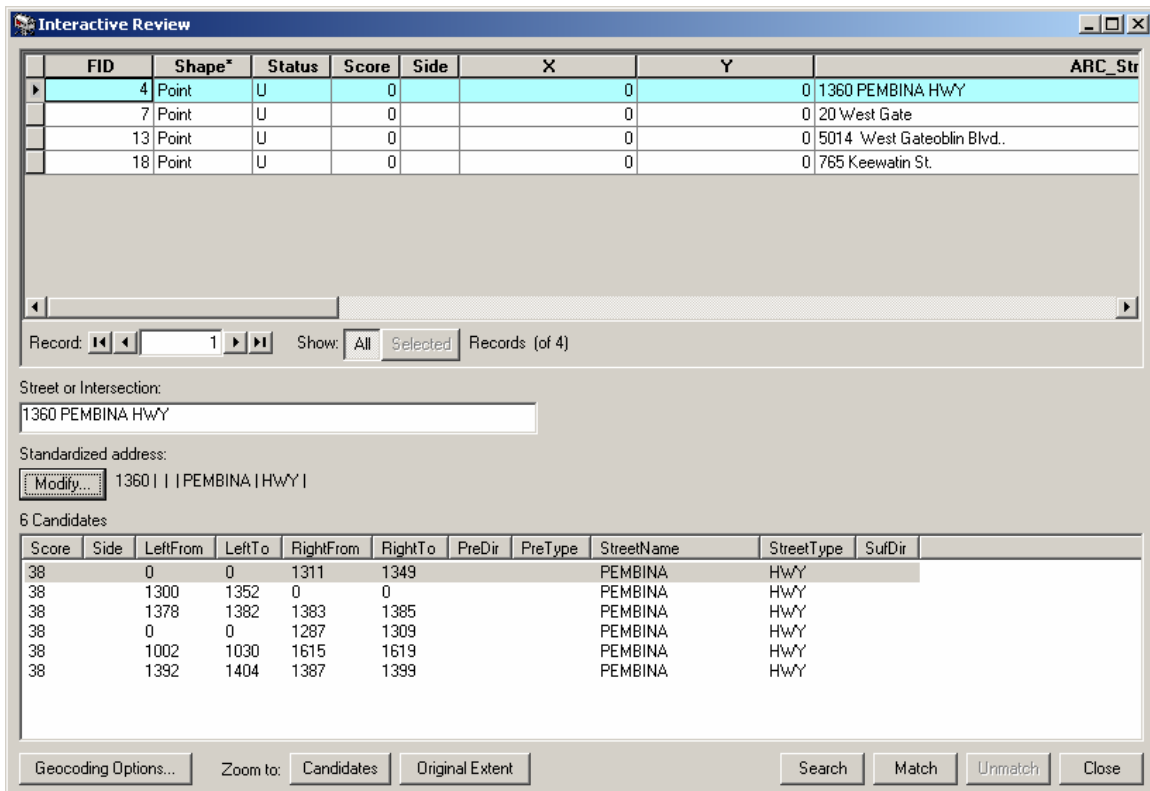 Interactive Review
FID Shape* Status Score Side X Y ARC_Str
4 Point U 0 0 0 1360 PEMBINA HWY
7 Point U 0 0 0 20 West Gate
13 Point U 0 0 0 5014 West Gateoblin Blvd..
18 Point U 0 0 0 765 Keewatin St.
Record: 1 Show: All Selected Records (of 4)
Street or Intersection:
1360 PEMBINA HWY
Standardized address:
Modify... 1360 | | | PEMBINA | HWY |
6 Candidates
Score Side LeftFrom LeftTo RightFrom RightTo PreDir PreType StreetName StreetType SufDir
38 0 0 1311 1349 PEMBINA HWY
38 1300 1352 0 0 PEMBINA HWY
38 1378 1382 1383 1385 PEMBINA HWY
38 0 0 1287 1309 PEMBINA HWY
38 1002 1030 1615 1619 PEMBINA HWY
38 1392 1404 1387 1399 PEMBINA HWY
Geocoding Options... Zoom to: Candidates Original Extent Search Match Unmatch Close